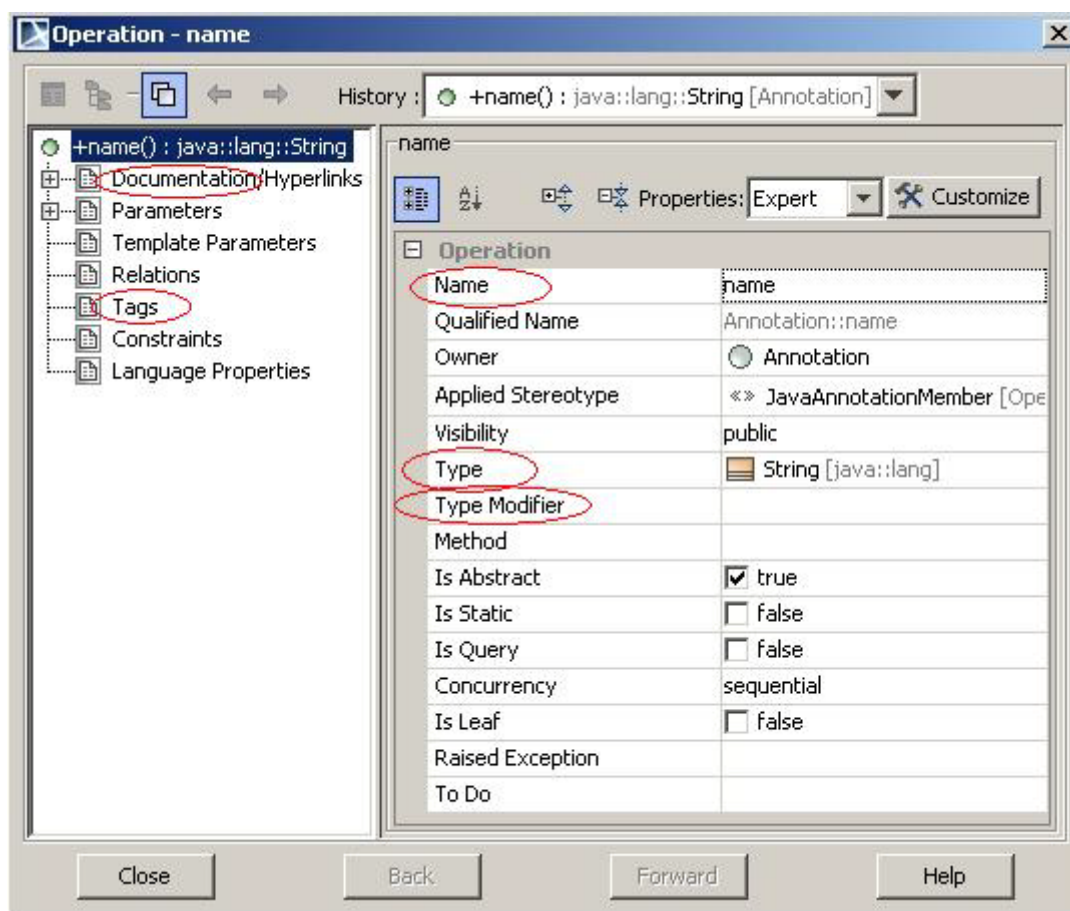 Operation - name
History : +name() : java::lang::String [Annotation]
+name() : java::lang::String
Documentation/Hyperlinks
Parameters
Template Parameters
Relations
Tags
Constraints
Language Properties
name
Properties: Expert Customize
Operation
Name name
Qualified Name Annotation::name
Owner Annotation
Applied Stereotype «» JavaAnnotationMember [Ope
Visibility public
Type String [java::lang]
Type Modifier
Method
Is Abstract true
Is Static false
Is Query false
Concurrency sequential
Is Leaf false
Raised Exception
To Do
Close Back Forward Help